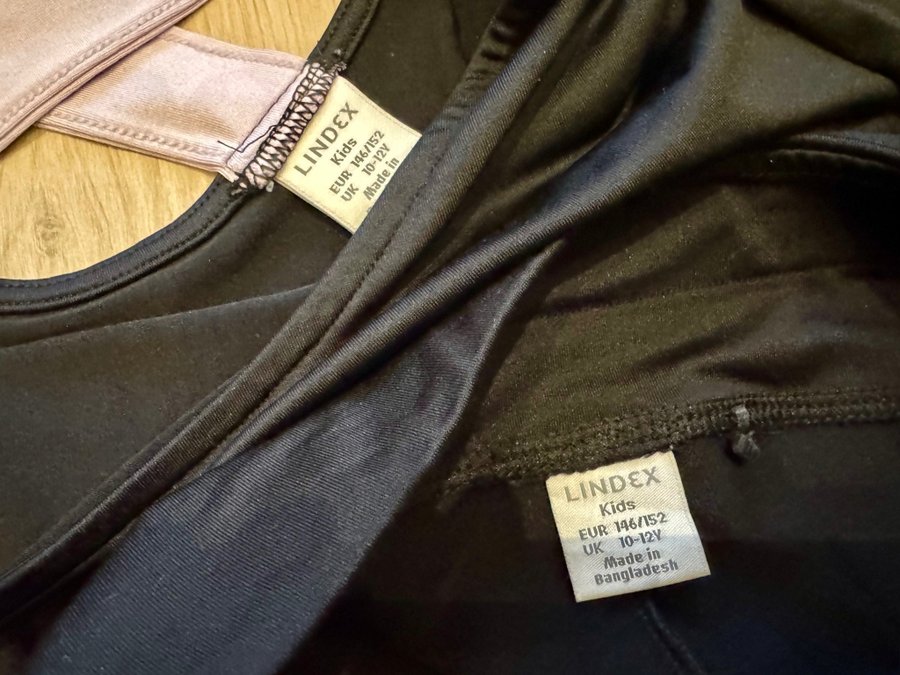 LINDEX
Kids
EUR 146/152
UK 10-12Y
Made in
LINDEX
Kids
EUR 146/152
UK 10-12Y
Made in
Bangladesh